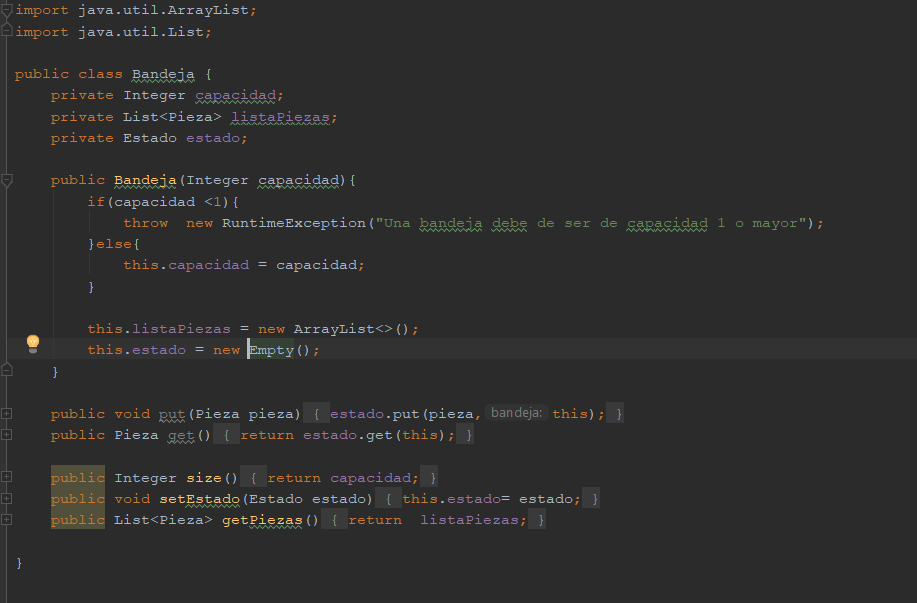 import java.util.ArrayList;
import java.util.List;
public class Bandeja {
private Integer capacidad;
private List<Pieza> listaPiezas;
private Estado estado;
public Bandeja(Integer capacidad){
if(capacidad <1){
throw  new RuntimeException("Una bandeja debe de ser de capacidad 1 o mayor");
}else{
this.capacidad = capacidad;
}
this.listaPiezas = new ArrayList<>();
this.estado = new Empty();
}
public void put(Pieza pieza) { estado.put(pieza, bandeja: this); }
public Pieza get() { return estado.get(this); }
public Integer size() { return capacidad; }
public void setEstado(Estado estado) { this.estado= estado; }
public List<Pieza> getPiezas() { return  listaPiezas; }
}